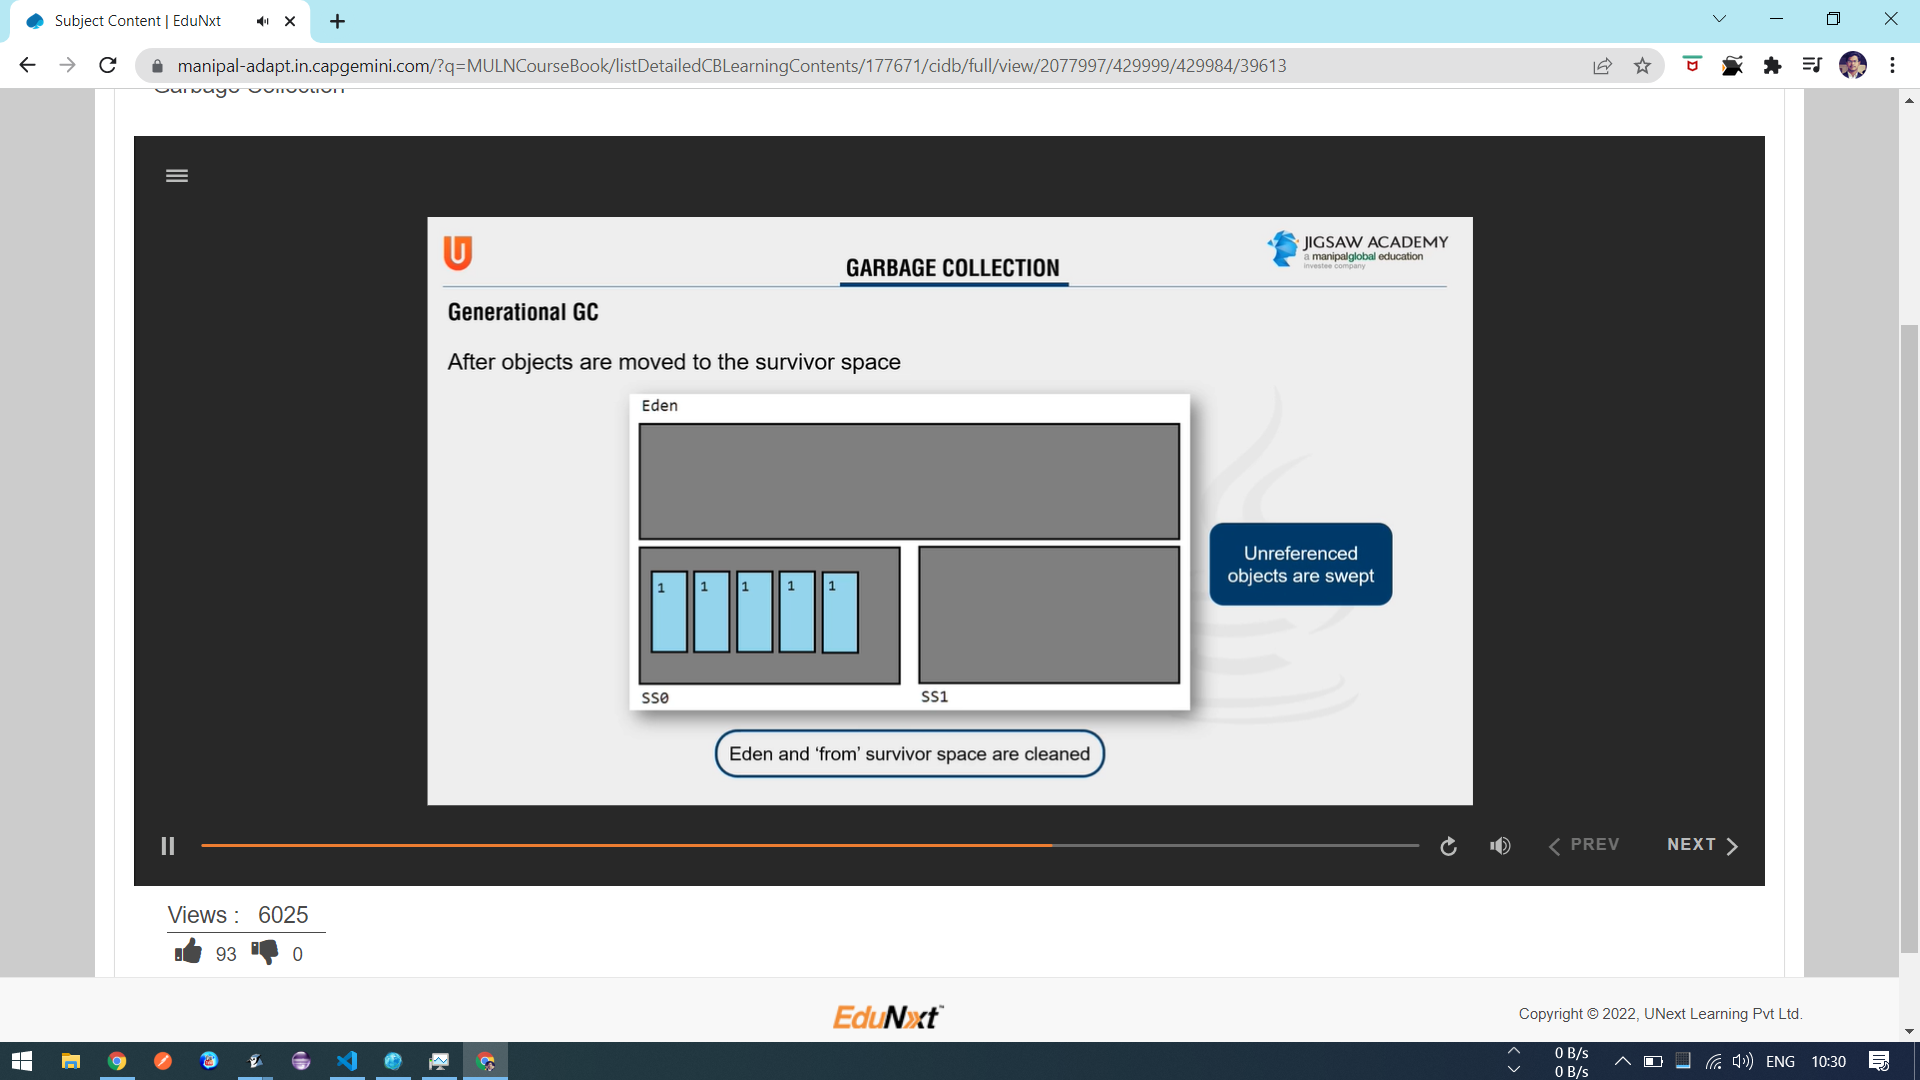 Subject Content | EduNxt
manipal-adapt.in.capgemini.com/?q=MULNCourseBook/listDetailedCBLearningContents/177671/cidb/full/view/2077997/429999/429984/39613
Garbage Collection
JIGSAW ACADEMY
a manipalglobal education
investee company
GARBAGE COLLECTION
Generational GC
After objects are moved to the survivor space
Eden
Unreferenced
objects are swept
1 1 1 1 1
SS0 SS1
Eden and ‘from’ survivor space are cleaned
PREV NEXT
Views : 6025
93 0
EduNxt™
Copyright © 2022, UNext Learning Pvt Ltd.
0 B/s
0 B/s
ENG 10:30